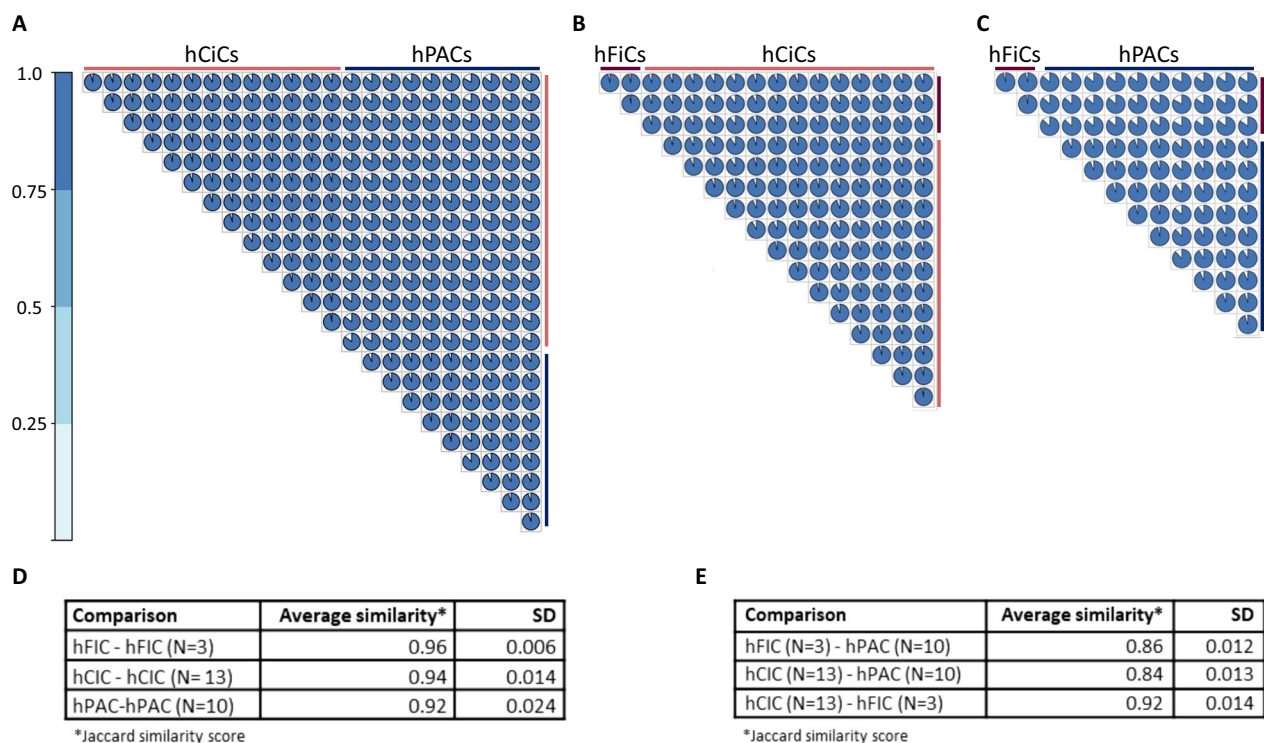 A
B
C
hCiCs
hPACs
hFiCs
hCiCs
hFiCs
hPACs
1.0
0.75
0.5
0.25
D
Comparison Average similarity* SD
hFIC - hFIC (N=3) 0.96 0.006
hCIC - hCIC (N= 13) 0.94 0.014
hPAC-hPAC (N=10) 0.92 0.024
*Jaccard similarity score
E
Comparison Average similarity* SD
hFIC (N=3) - hPAC (N=10) 0.86 0.012
hCIC (N=13) - hPAC (N=10) 0.84 0.013
hCIC (N=13) - hFIC (N=3) 0.92 0.014
*Jaccard similarity score